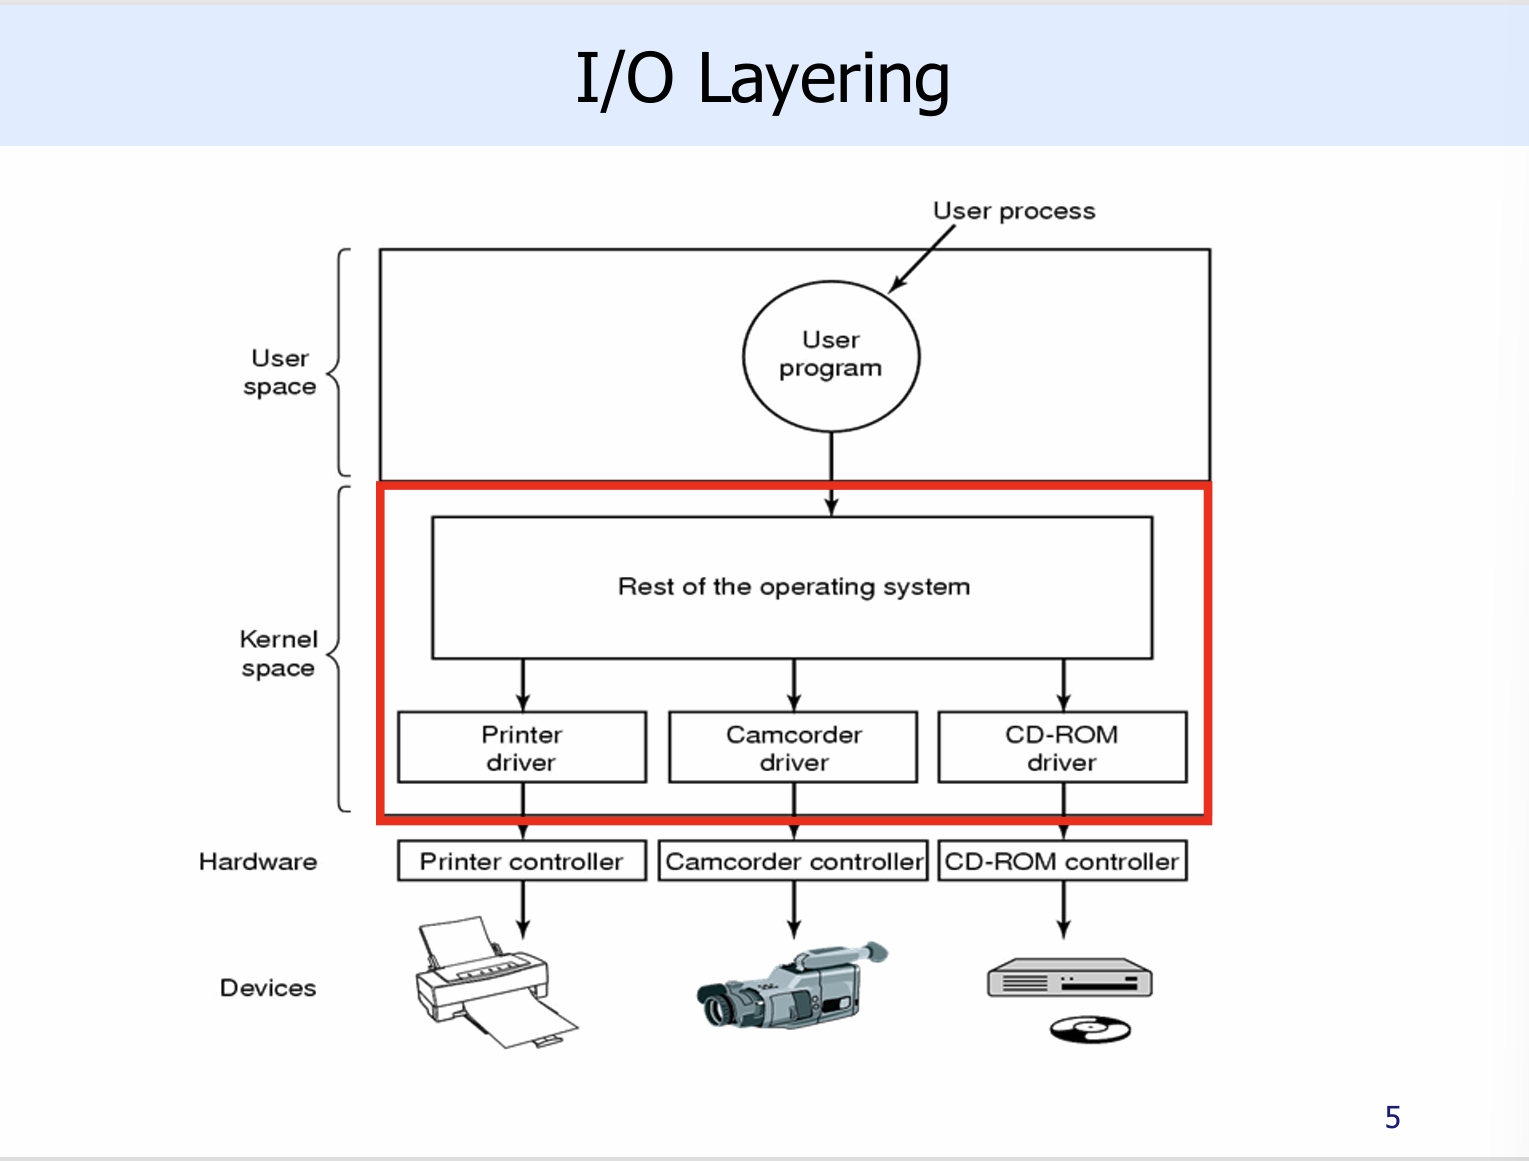 I/O Layering
User process
User
program
User
space
Rest of the operating system
Kernel
space
Printer
driver
Camcorder
driver
CD-ROM
driver
Hardware
Printer controller
Camcorder controller
CD-ROM controller
Devices
5